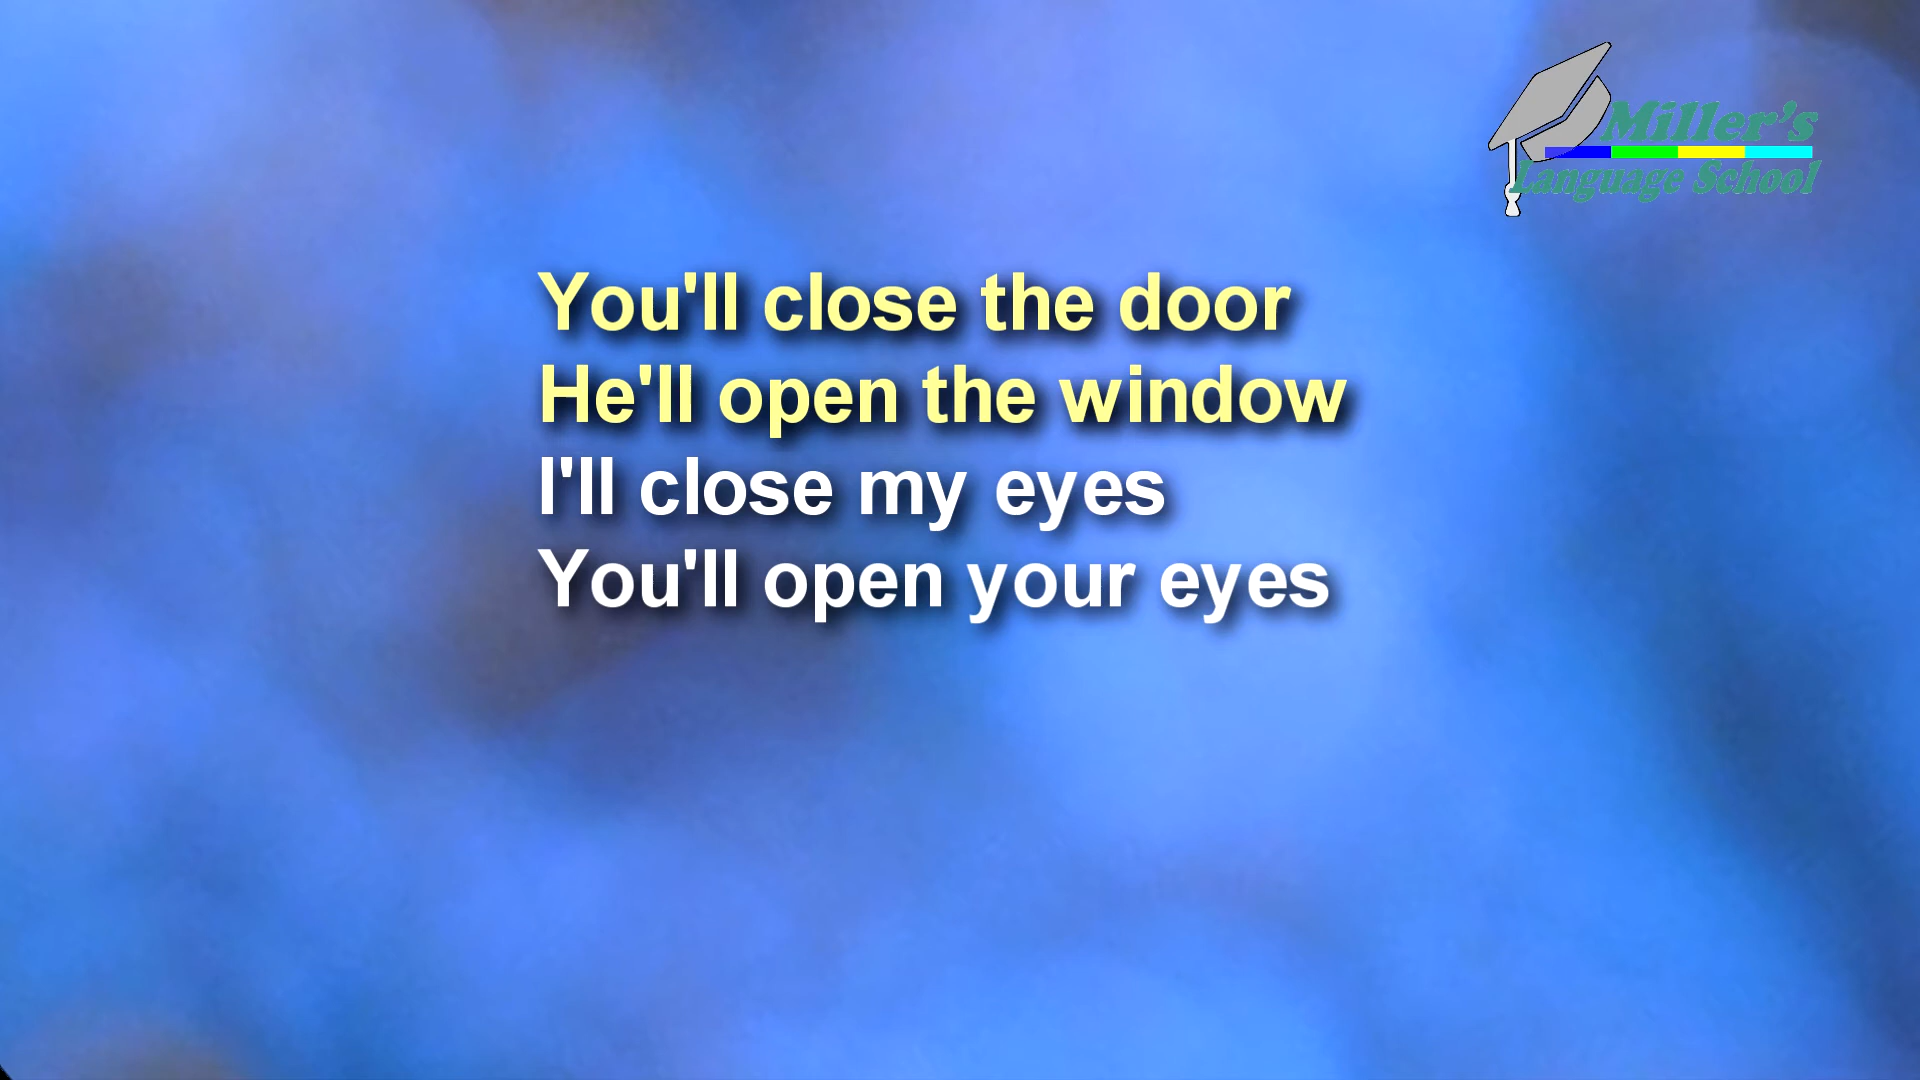 Miller's
Language School
You'll close the door
He'll open the window
I'll close my eyes
You'll open your eyes